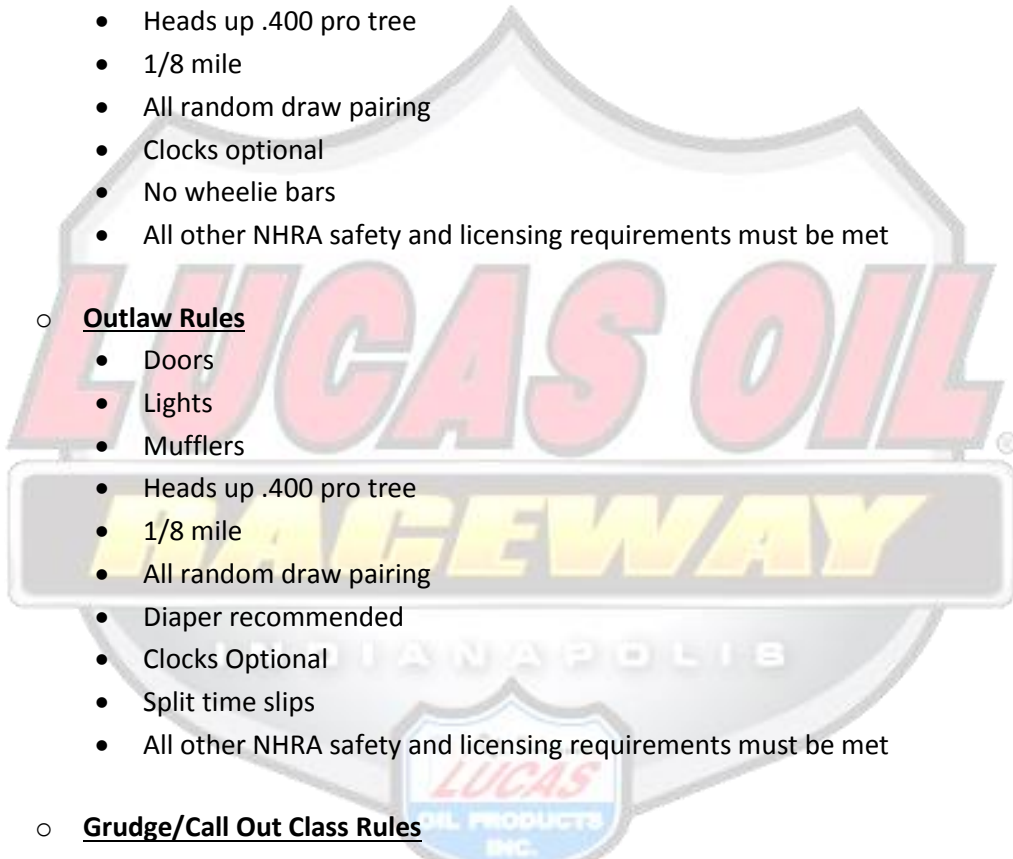 • Heads up .400 pro tree
• 1/8 mile
• All random draw pairing
• Clocks optional
• No wheelie bars
• All other NHRA safety and licensing requirements must be met
o Outlaw Rules
• Doors
• Lights
• Mufflers
• Heads up .400 pro tree
• 1/8 mile
• All random draw pairing
• Diaper recommended
• Clocks Optional
• Split time slips
• All other NHRA safety and licensing requirements must be met
o Grudge/Call Out Class Rules
LUCAS OIL
RACEWAY
INDIANAPOLIS
LUCAS
OIL PRODUCTS
INC.